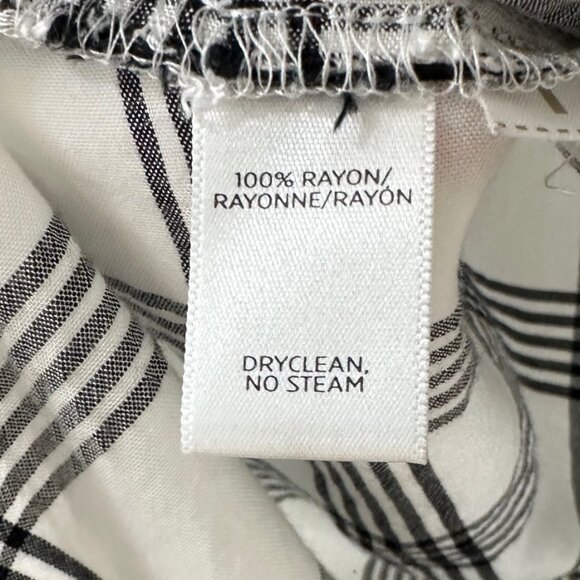 100% RAYON/
RAYONNE/RAYÓN
DRYCLEAN,
NO STEAM